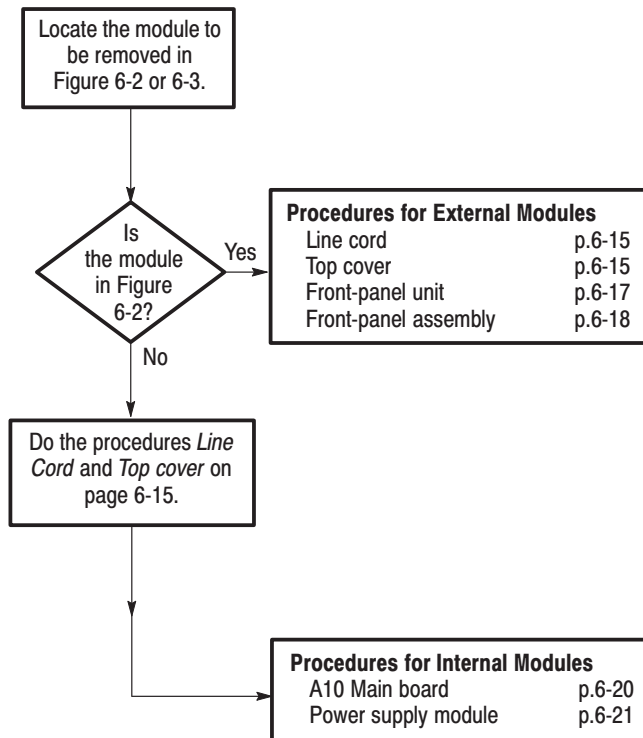 Locate the module to
be removed in
Figure 6-2 or 6-3.
Is
the module
in Figure
6-2?
Yes
Procedures for External Modules
Line cord p.6-15
Top cover p.6-15
Front-panel unit p.6-17
Front-panel assembly p.6-18
No
Do the procedures Line
Cord and Top cover on
page 6-15.
Procedures for Internal Modules
A10 Main board p.6-20
Power supply module p.6-21